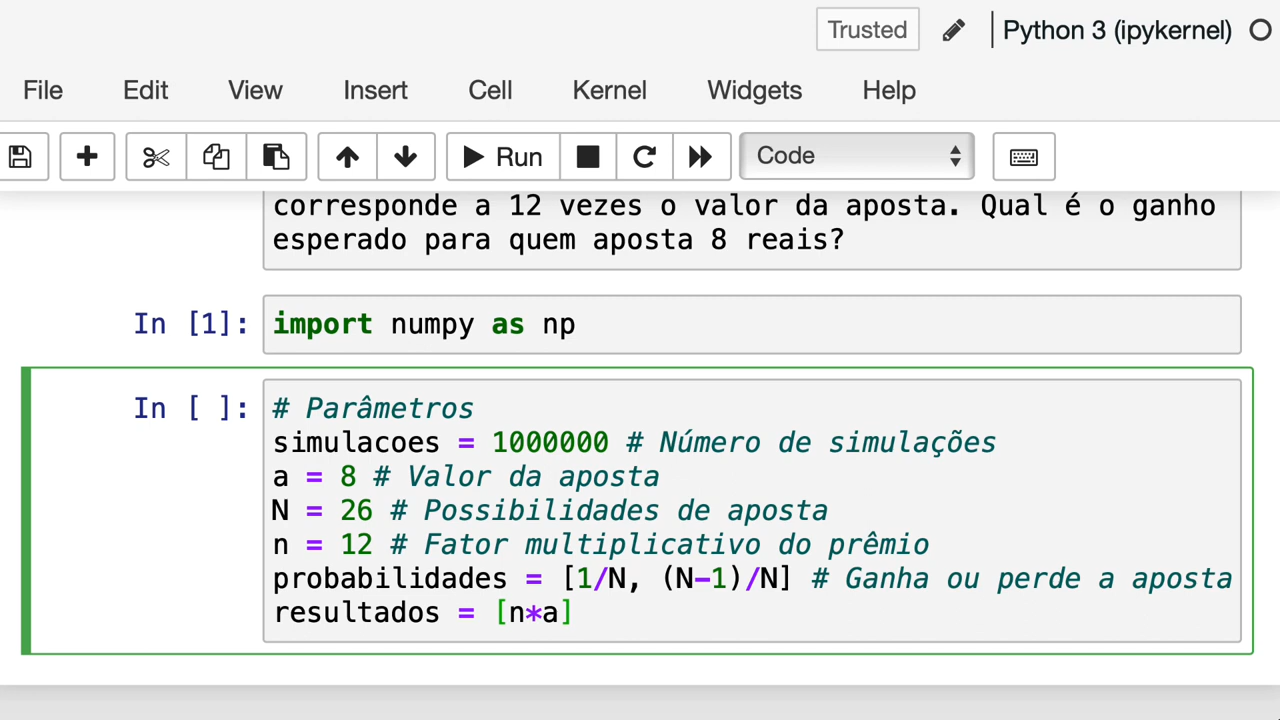 Trusted Python 3 (ipykernel)
File Edit View Insert Cell Kernel Widgets Help
Run Code
corresponde a 12 vezes o valor da aposta. Qual é o ganho
esperado para quem aposta 8 reais?
In [1]: import numpy as np
In [ ]: # Parâmetros
simulacoes = 1000000 # Número de simulações
a = 8 # Valor da aposta
N = 26 # Possibilidades de aposta
n = 12 # Fator multiplicativo do prêmio
probabilidades = [1/N, (N-1)/N] # Ganha ou perde a aposta
resultados = [n*a]